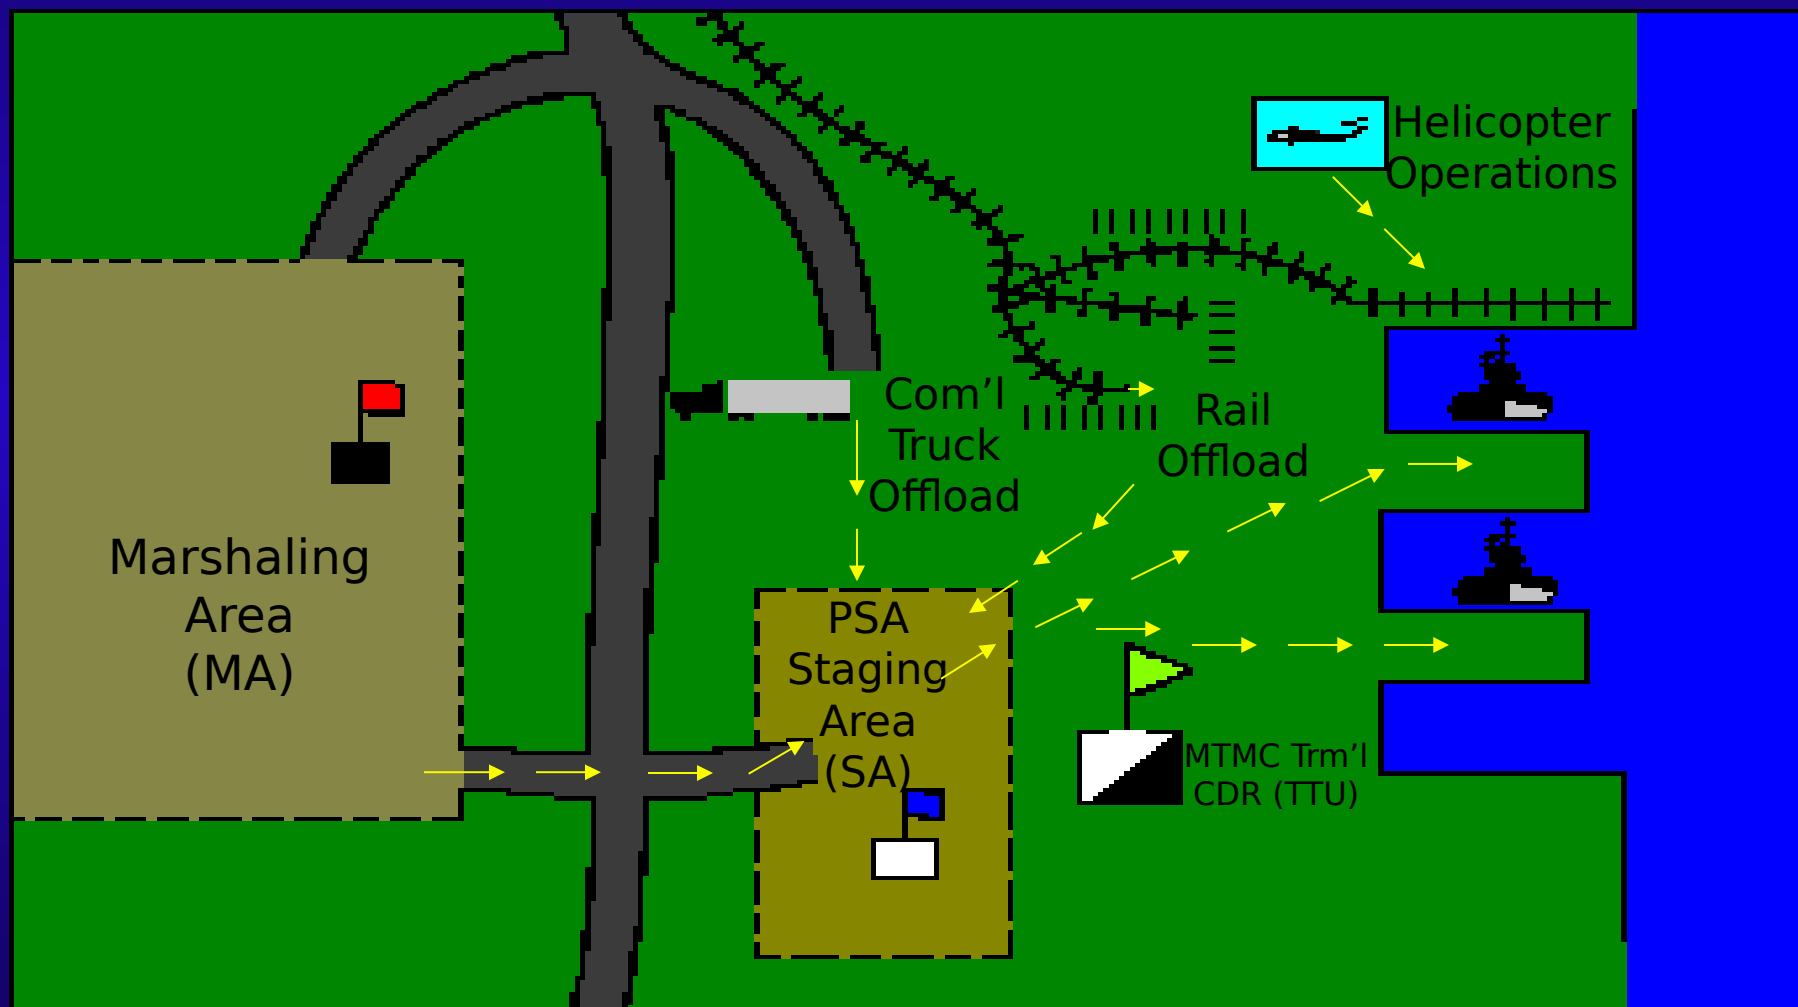 Helicopter
Operations
Com’l
Truck
Offload
Rail
Offload
Marshaling
Area
(MA)
PSA
Staging
Area
(SA)
MTMC Trm’l
CDR (TTU)